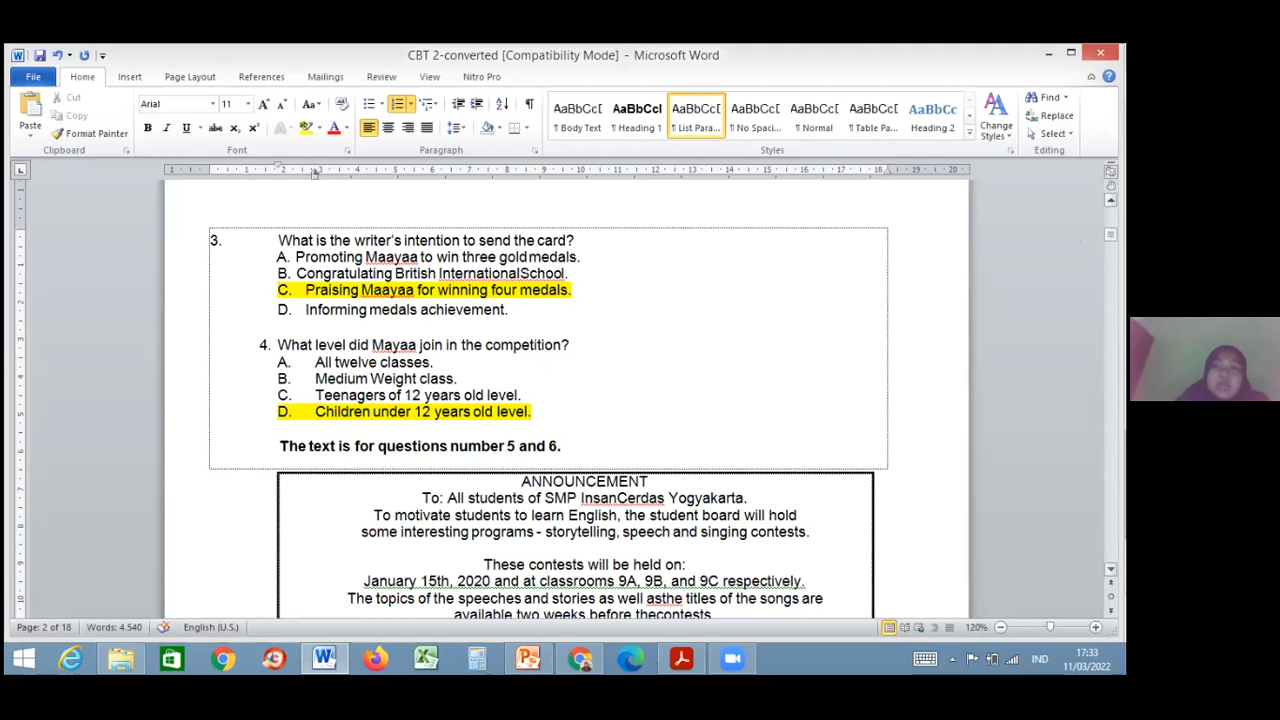 CBT 2-converted [Compatibility Mode] - Microsoft Word
File Home Insert Page Layout References Mailings Review View Nitro Pro
Cut
Copy
Format Painter
Paste
Arial 11
AaBbCc[ AaBbCcI AaBbCc[ AaBbCc[ AaBbCc[ AaBbCc[ AaBbCc
¶ Body Text ¶ Heading 1 ¶ List Para... ¶ No Spaci... ¶ Normal ¶ Table Pa... Heading 2
Change Styles
Find
Replace
Select
Clipboard Font Paragraph Styles Editing
3. What is the writer's intention to send the card?
A. Promoting Maayaa to win three goldmedals.
B. Congratulating British InternationalSchool.
C. Praising Maayaa for winning four medals.
D. Informing medals achievement.
4. What level did Mayaa join in the competition?
A. All twelve classes.
B. Medium Weight class.
C. Teenagers of 12 years old level.
D. Children under 12 years old level.
The text is for questions number 5 and 6.
ANNOUNCEMENT
To: All students of SMP InsanCerdas Yogyakarta.
To motivate students to learn English, the student board will hold
some interesting programs - storytelling, speech and singing contests.
These contests will be held on:
January 15th, 2020 and at classrooms 9A, 9B, and 9C respectively.
The topics of the speeches and stories as well asthe titles of the songs are
available two weeks before thecontests
Page: 2 of 18 Words: 4.540 English (U.S.) 120%
IND
17:33
11/03/2022